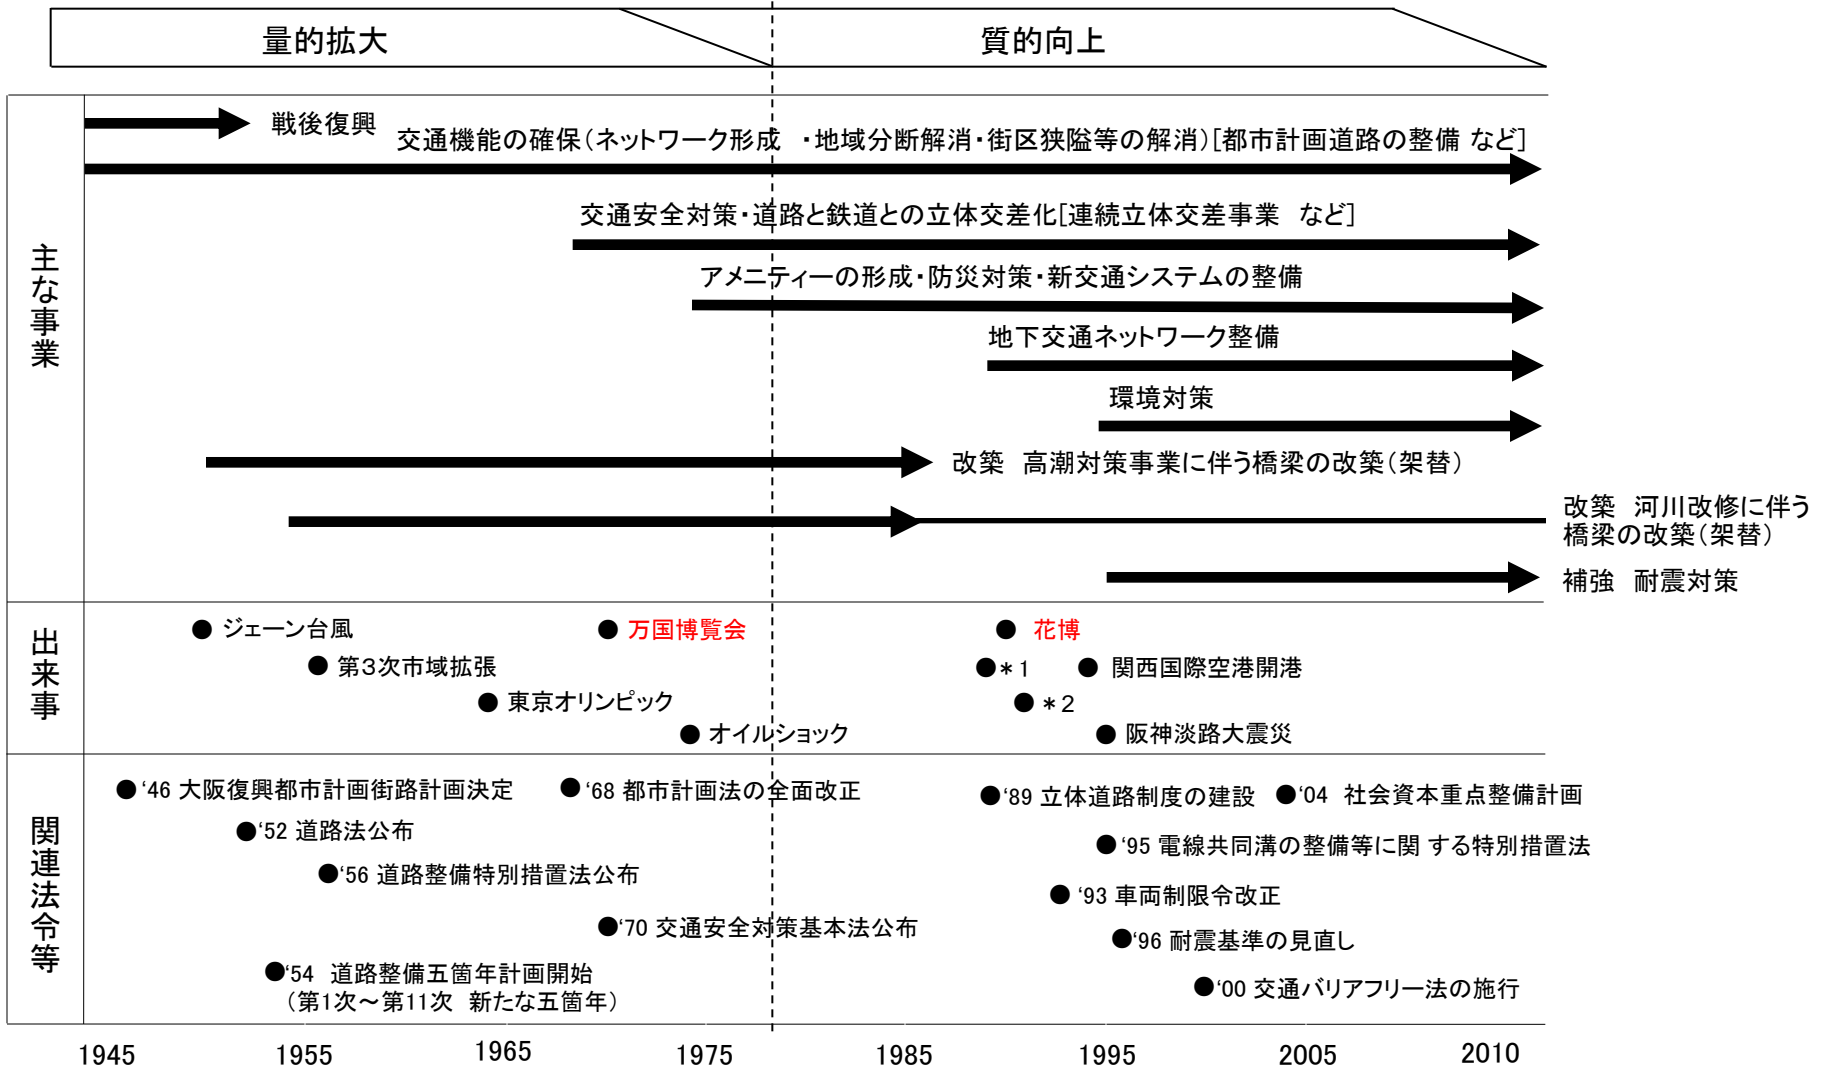 量的拡大
質的向上
主な事業
戦後復興
交通機能の確保(ネットワーク形成 ・地域分断解消・街区狭隘等の解消)[都市計画道路の整備 など]
交通安全対策・道路と鉄道との立体交差化[連続立体交差事業 など]
アメニティーの形成・防災対策・新交通システムの整備
地下交通ネットワーク整備
環境対策
改築 高潮対策事業に伴う橋梁の改築(架替)
改築 河川改修に伴う
橋梁の改築(架替)
補強 耐震対策
出来事
●ジェーン台風
●万国博覧会
●花博
●第3次市域拡張
●*1
●関西国際空港開港
●東京オリンピック
●*2
●オイルショック
●阪神淡路大震災
関連法令等
●‘46 大阪復興都市計画街路計画決定
●‘68 都市計画法の全面改正
●‘89 立体道路制度の建設
●‘04 社会資本重点整備計画
●‘52 道路法公布
●‘95 電線共同溝の整備等に関 する特別措置法
●‘56 道路整備特別措置法公布
●‘93 車両制限令改正
●‘70 交通安全対策基本法公布
●‘96 耐震基準の見直し
●‘54 道路整備五箇年計画開始
(第1次~第11次 新たな五箇年)
●‘00 交通バリアフリー法の施行
1945 1955 1965 1975 1985 1995 2005 2010